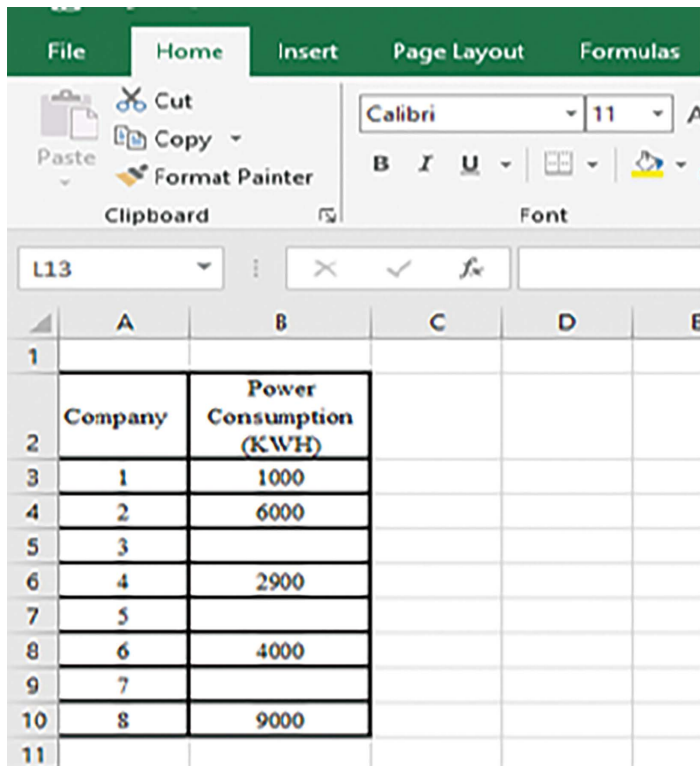 File Home Insert Page Layout Formulas
Cut
Calibri 11
Copy
Paste
B I U
Format Painter
Clipboard Font
L13 fx
A B C D E
1
Power
Company Consumption
2 (KWH)
3 1 1000
4 2 6000
5 3
6 4 2900
7 5
8 6 4000
9 7
10 8 9000
11